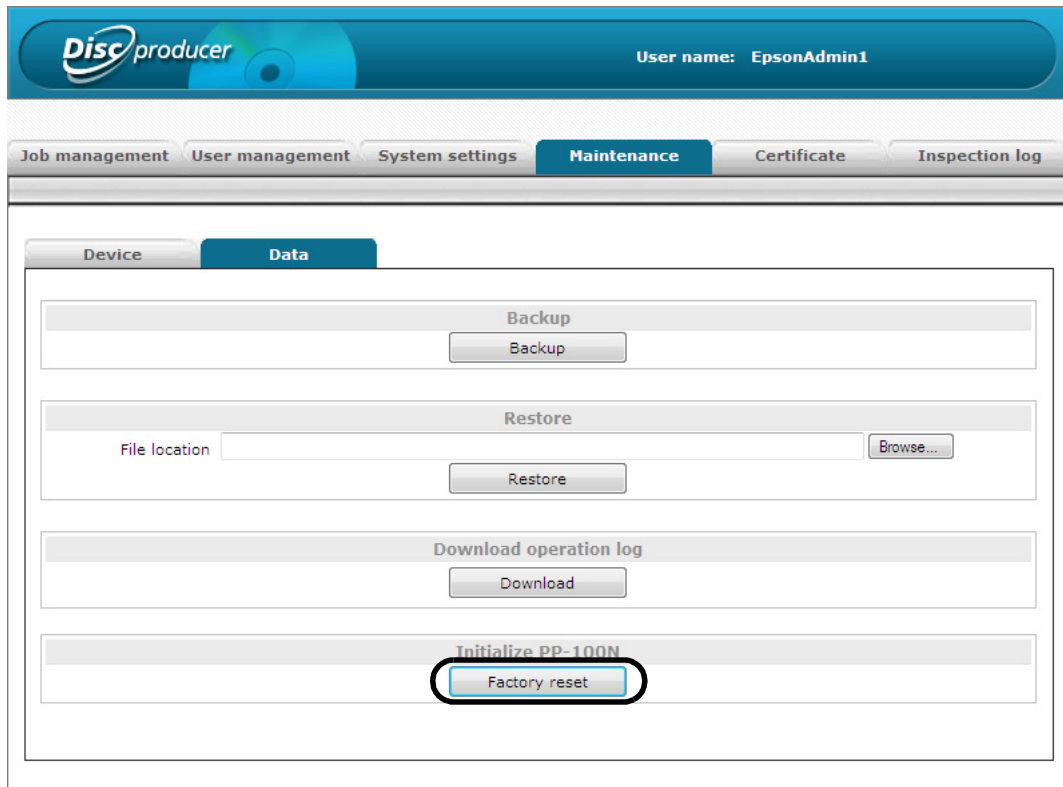 Disc producer
User name: EpsonAdmin1
Job management User management System settings Maintenance Certificate Inspection log
Device Data
Backup
Backup
Restore
File location Browse...
Restore
Download operation log
Download
Initialize PP-100N
Factory reset